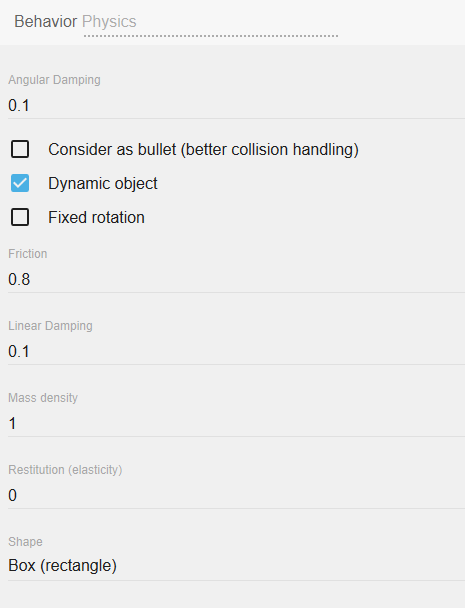 Behavior Physics
Angular Damping
0.1
Consider as bullet (better collision handling)
Dynamic object
Fixed rotation
Friction
0.8
Linear Damping
0.1
Mass density
1
Restitution (elasticity)
0
Shape
Box (rectangle)